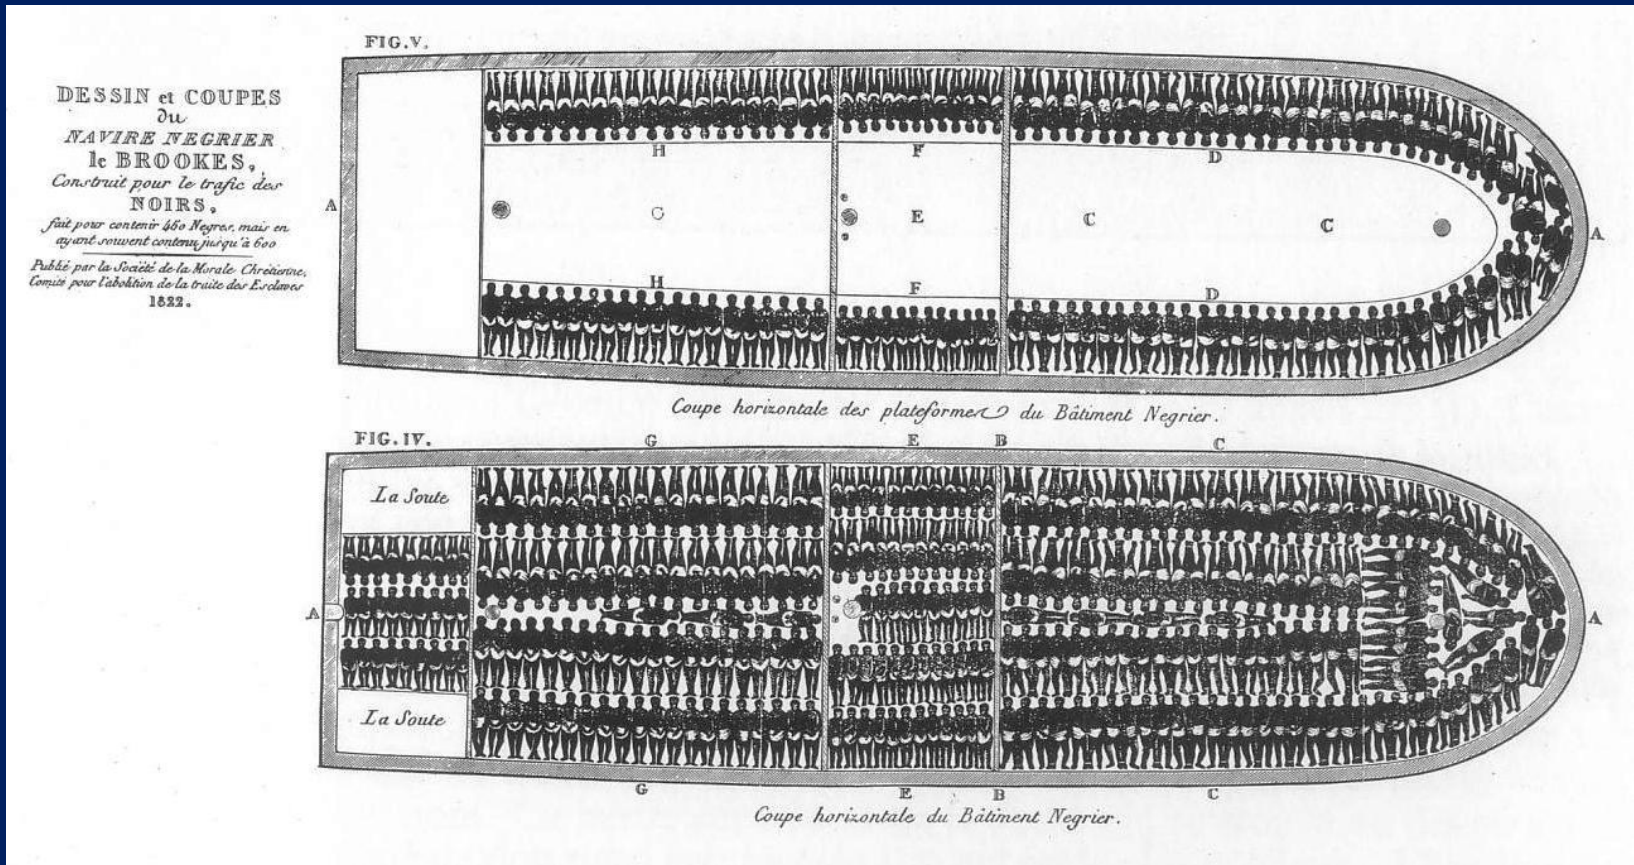 DESSIN et COUPES
du
NAVIRE NEGRIER
le BROOKES,
Construit pour le trafic des
NOIRS,
fait pour contenir 450 Negres, mais en
ayant souvent contenu jusqu'à 600
Publié par la Société de la Morale Chrétienne,
Comité pour l'abolition de la traite des Esclaves
1822.
FIG. V.
H F D
A E C C A
H F D
Coupe horizontale des plateformes du Bâtiment Negrier.
FIG. IV.
G E B C
La Soute
A A
La Soute
G E B C
Coupe horizontale du Bâtiment Negrier.